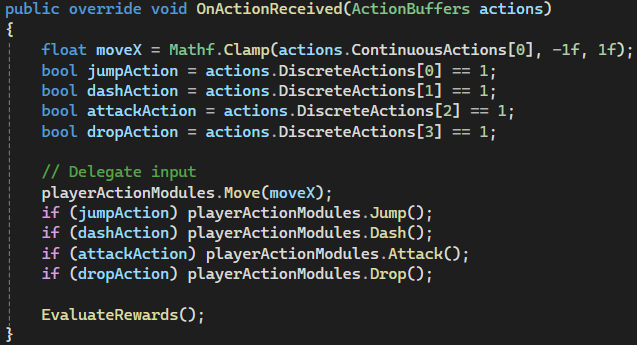 public override void OnActionReceived(ActionBuffers actions)
{
    float moveX = Mathf.Clamp(actions.ContinuousActions[0], -1f, 1f);
    bool jumpAction = actions.DiscreteActions[0] == 1;
    bool dashAction = actions.DiscreteActions[1] == 1;
    bool attackAction = actions.DiscreteActions[2] == 1;
    bool dropAction = actions.DiscreteActions[3] == 1;

    // Delegate input
    playerActionModules.Move(moveX);
    if (jumpAction) playerActionModules.Jump();
    if (dashAction) playerActionModules.Dash();
    if (attackAction) playerActionModules.Attack();
    if (dropAction) playerActionModules.Drop();

    EvaluateRewards();
}